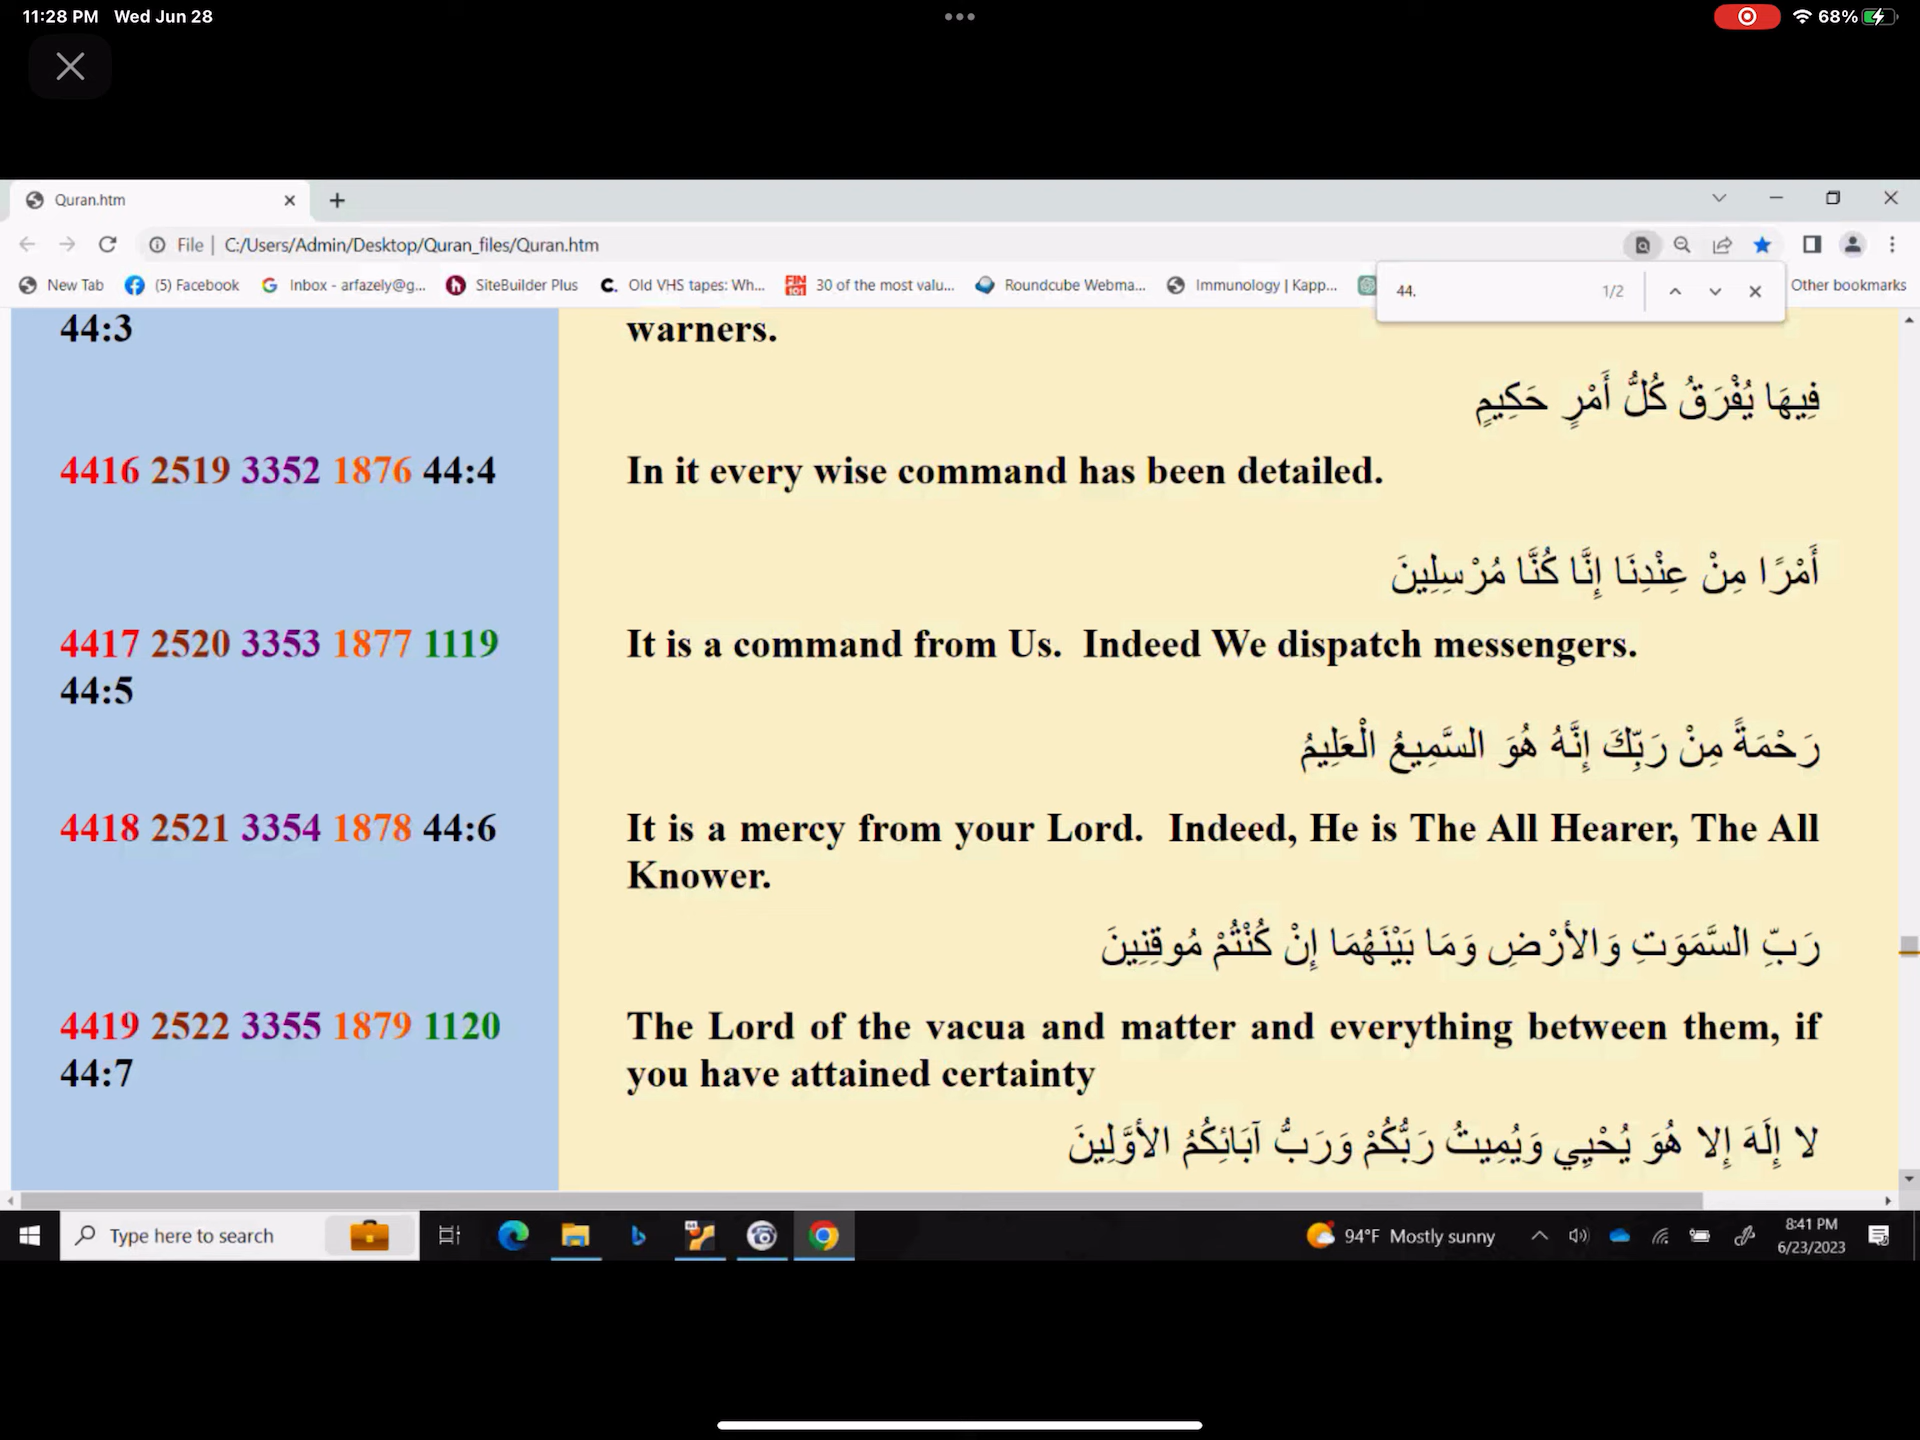 11:28 PM Wed Jun 28
68%
Quran.htm
File | C:/Users/Admin/Desktop/Quran_files/Quran.htm
New Tab (5) Facebook Inbox - arfazely@g... SiteBuilder Plus Old VHS tapes: Wh... FIN 101 30 of the most valu... Roundcube Webma... Immunology | Kapp... Other bookmarks
44. 1/2
44:3 warners.
فِيهَا يُفْرَقُ كُلُّ أَمْرٍ حَكِيمٍ
4416 2519 3352 1876 44:4 In it every wise command has been detailed.
أَمْرًا مِنْ عِنْدِنَا إِنَّا كُنَّا مُرْسِلِينَ
4417 2520 3353 1877 1119 It is a command from Us. Indeed We dispatch messengers.
44:5
رَحْمَةً مِنْ رَبِّكَ إِنَّهُ هُوَ السَّمِيعُ الْعَلِيمُ
4418 2521 3354 1878 44:6 It is a mercy from your Lord. Indeed, He is The All Hearer, The All
Knower.
رَبِّ السَّمَوَتِ وَالأرْضِ وَمَا بَيْنَهُمَا إِنْ كُنْتُمْ مُوقِنِينَ
4419 2522 3355 1879 1120 The Lord of the vacua and matter and everything between them, if
44:7 you have attained certainty
لا إِلَهَ إِلا هُوَ يُحْيِي وَيُمِيتُ رَبُّكُمْ وَرَبُّ آبَائِكُمُ الأوَّلِينَ
Type here to search 94°F Mostly sunny 8:41 PM
6/23/2023